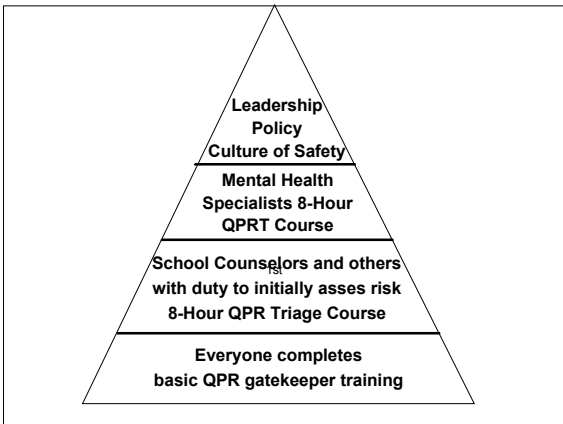 Leadership
Policy
Culture of Safety
Mental Health
Specialists 8-Hour
QPRT Course
School Counselors and others
rst
with duty to initially asses risk
8-Hour QPR Triage Course
Everyone completes
basic QPR gatekeeper training